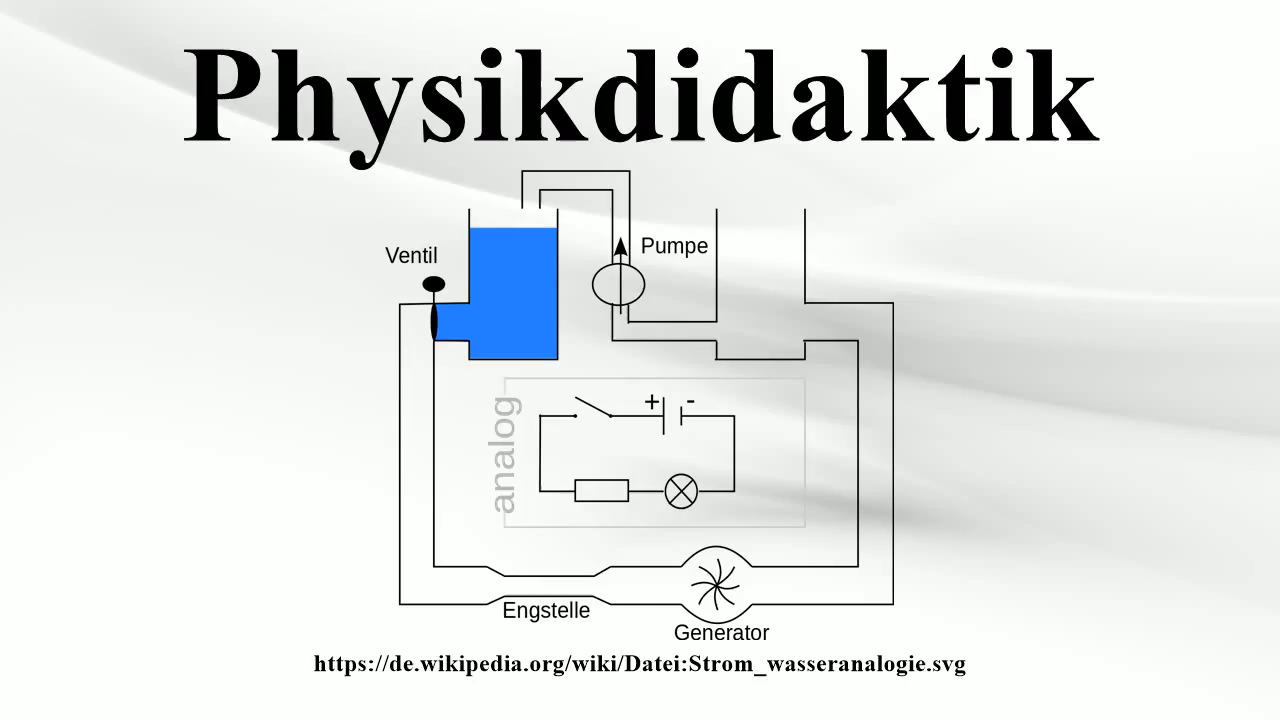 Physikdidaktik
Pumpe
Ventil
+ -
analog
Engstelle
Generator
https://de.wikipedia.org/wiki/Datei:Strom_wasseranalogie.svg